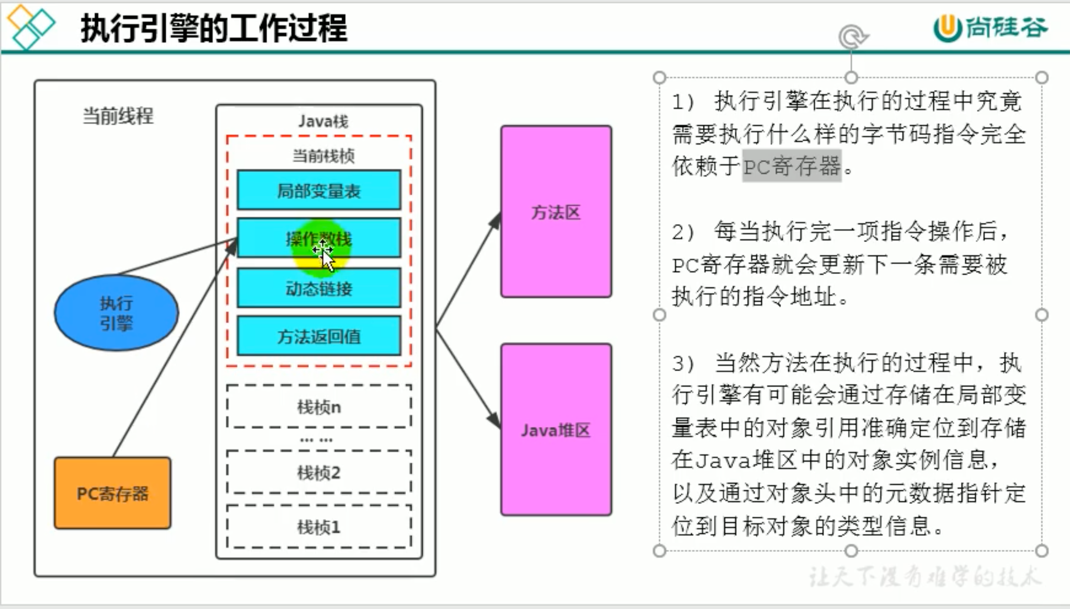 执行引擎的工作过程
尚硅谷
当前线程
Java栈
当前栈桢
局部变量表
操作数栈
动态链接
方法返回值
栈桢n
... ...
栈桢2
栈桢1
执行
引擎
PC寄存器
方法区
Java堆区
1) 执行引擎在执行的过程中究竟
需要执行什么样的字节码指令完全
依赖于PC寄存器。
2) 每当执行完一项指令操作后,
PC寄存器就会更新下一条需要被
执行的指令地址。
3) 当然方法在执行的过程中,执
行引擎有可能会通过存储在局部变
量表中的对象引用准确定位到存储
在Java堆区中的对象实例信息,
以及通过对象头中的元数据指针定
位到目标对象的类型信息。
让天下没有难学的技术